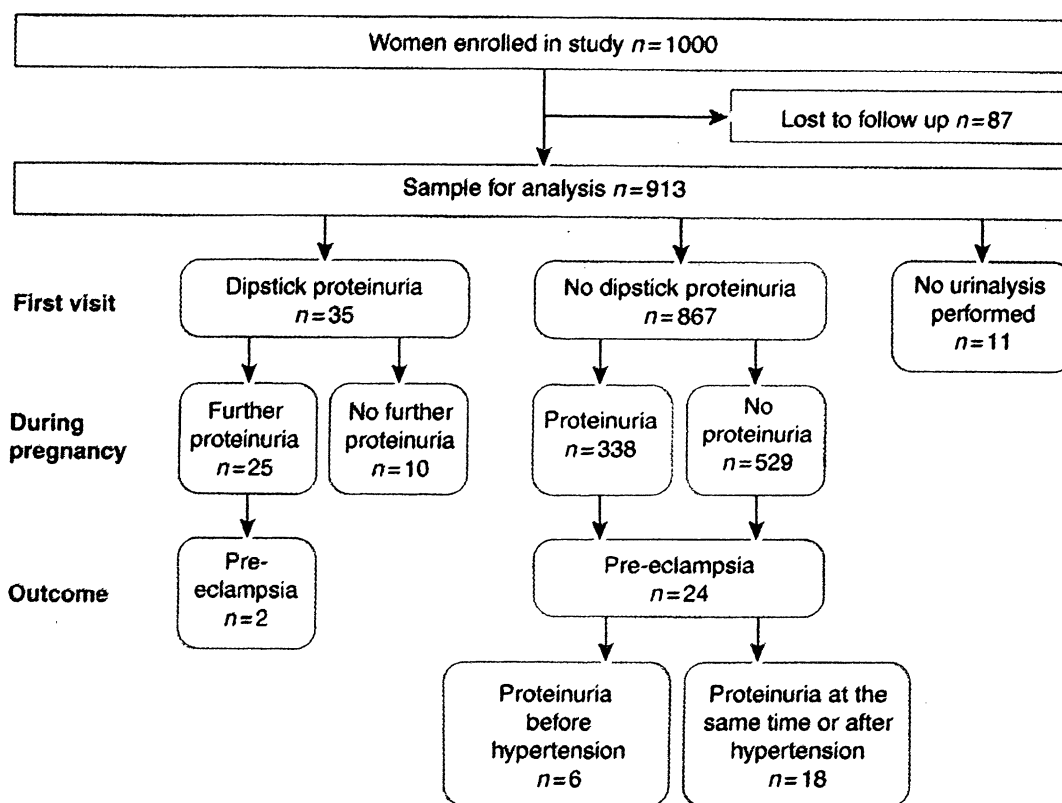 Women enrolled in study n=1000
Lost to follow up n=87
Sample for analysis n=913
First visit
Dipstick proteinuria
n=35
No dipstick proteinuria
n=867
No urinalysis
performed
n=11
During
pregnancy
Further
proteinuria
n=25
No further
proteinuria
n=10
Proteinuria
n=338
No
proteinuria
n=529
Outcome
Pre-
eclampsia
n=2
Pre-eclampsia
n=24
Proteinuria
before
hypertension
n=6
Proteinuria at the
same time or after
hypertension
n=18